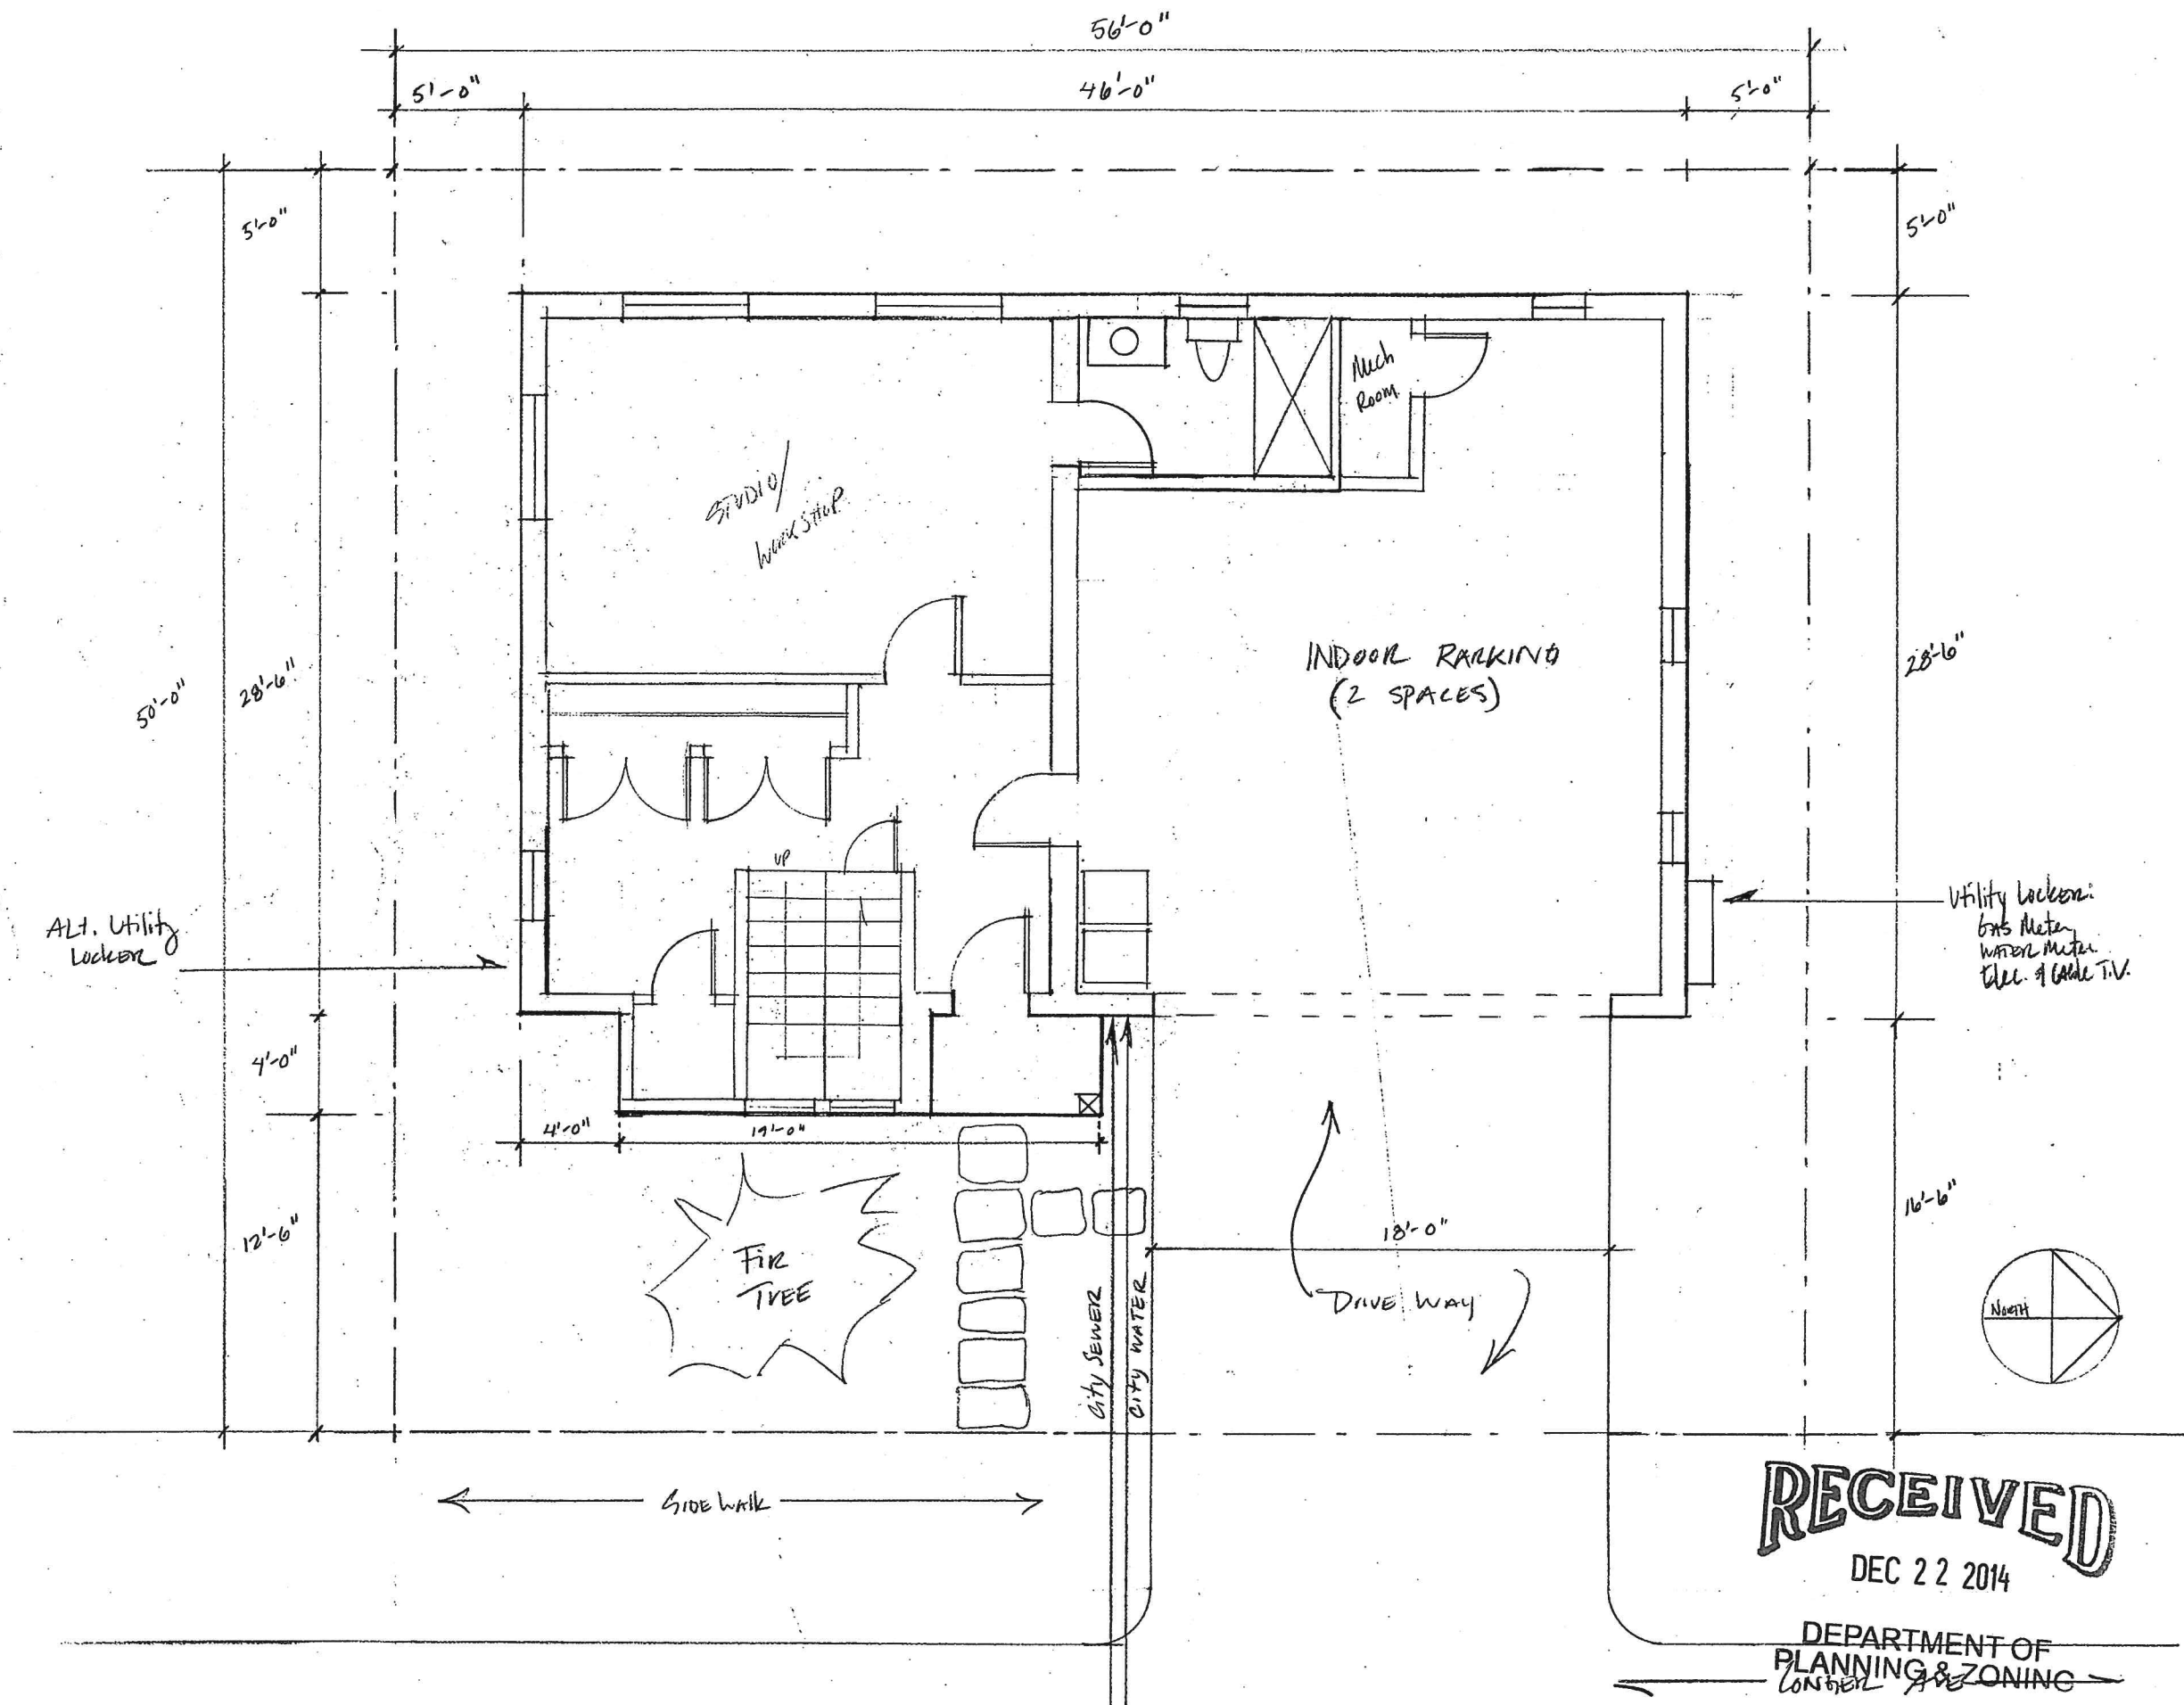 56'-0"
5'-0"
46'-0"
5'-0"
5'-0"
5'-0"
Mech
Room
STUDIO/
WORKSHOP
INDOOR PARKING
(2 SPACES)
28'-6"
28'-6"
50'-0"
UP
Alt. Utility
Locker
Utility Locker:
Gas Meter
WATER Meter
Elec. & Cable T.V.
4'-0"
4'-0"
19'-0"
12'-6"
16'-6"
18'-0"
Fir
Tree
City Sewer
City Water
Drive Way
North
Side Walk
RECEIVED
DEC 22 2014
DEPARTMENT OF
PLANNING & ZONING
Conger Ave